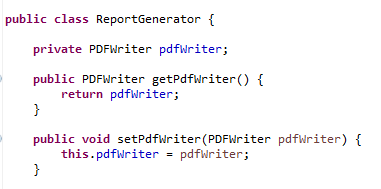 public class ReportGenerator {
private PDFWriter pdfWriter;
public PDFWriter getPdfWriter() {
return pdfWriter;
}
public void setPdfWriter(PDFWriter pdfWriter) {
this.pdfWriter = pdfWriter;
}